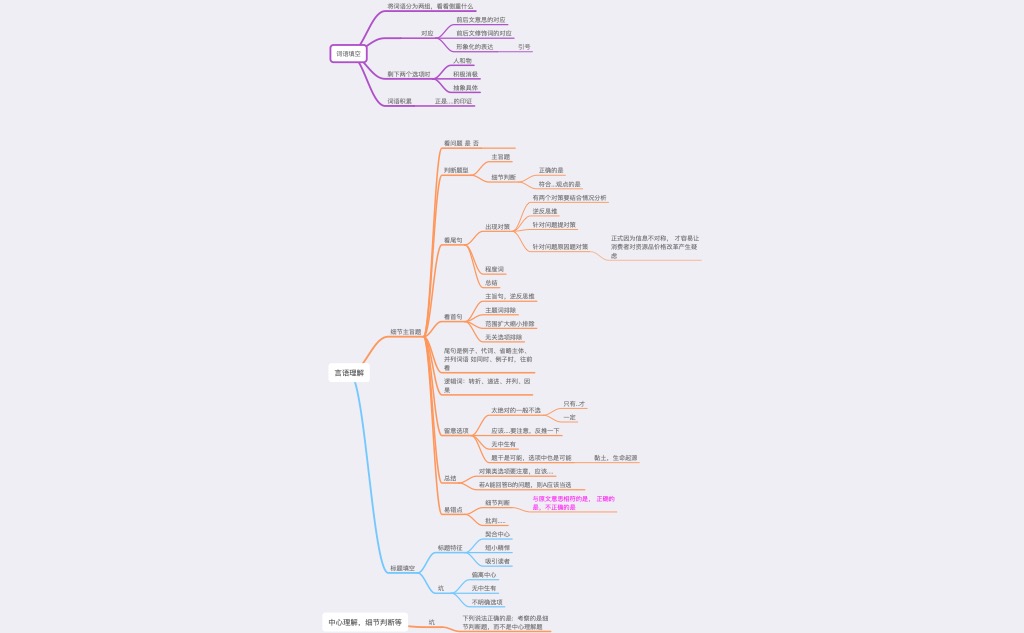 将词语分为两组，看看侧重什么
前后文意思的对应
对应
前后文修饰词的对应
形象化的表达
引号
词语填空
人和物
剩下两个选项时
积极消极
抽象具体
词语积累
正是....的印证
看问题 是 否
主旨题
判断题型
正确的是
细节判断
符合...观点的是
有两个对策要结合情况分析
逆反思维
出现对策
针对问题提对策
看尾句
针对问题原因题对策
正式因为信息不对称， 才容易让
消费者对资源品价格改革产生疑
虑
程度词
总结
主旨句，逆反思维
看首句
主题词排除
范围扩大缩小排除
无关选项排除
细节主旨题
尾句是例子，代词，省略主体，
并列词语 如同时，例子时，往前
看
逻辑词：转折，递进，并列，因
果
言语理解
只有..才
太绝对的一般不选
一定
留意选项
应该....要注意，反推一下
无中生有
题干是可能，选项中也是可能
黏土，生命起源
对策类选项要注意，应该....
总结
若A能回答B的问题，则A应该当选
细节判断
与原文意思相符的是， 正确的
是，不正确的是
易错点
批判.....
契合中心
标题特征
短小精悍
吸引读者
标题填空
偏离中心
坑
无中生有
不明确选项
中心理解，细节判断等
坑
下列说法正确的是：考察的是细
节判断题，而不是中心理解题